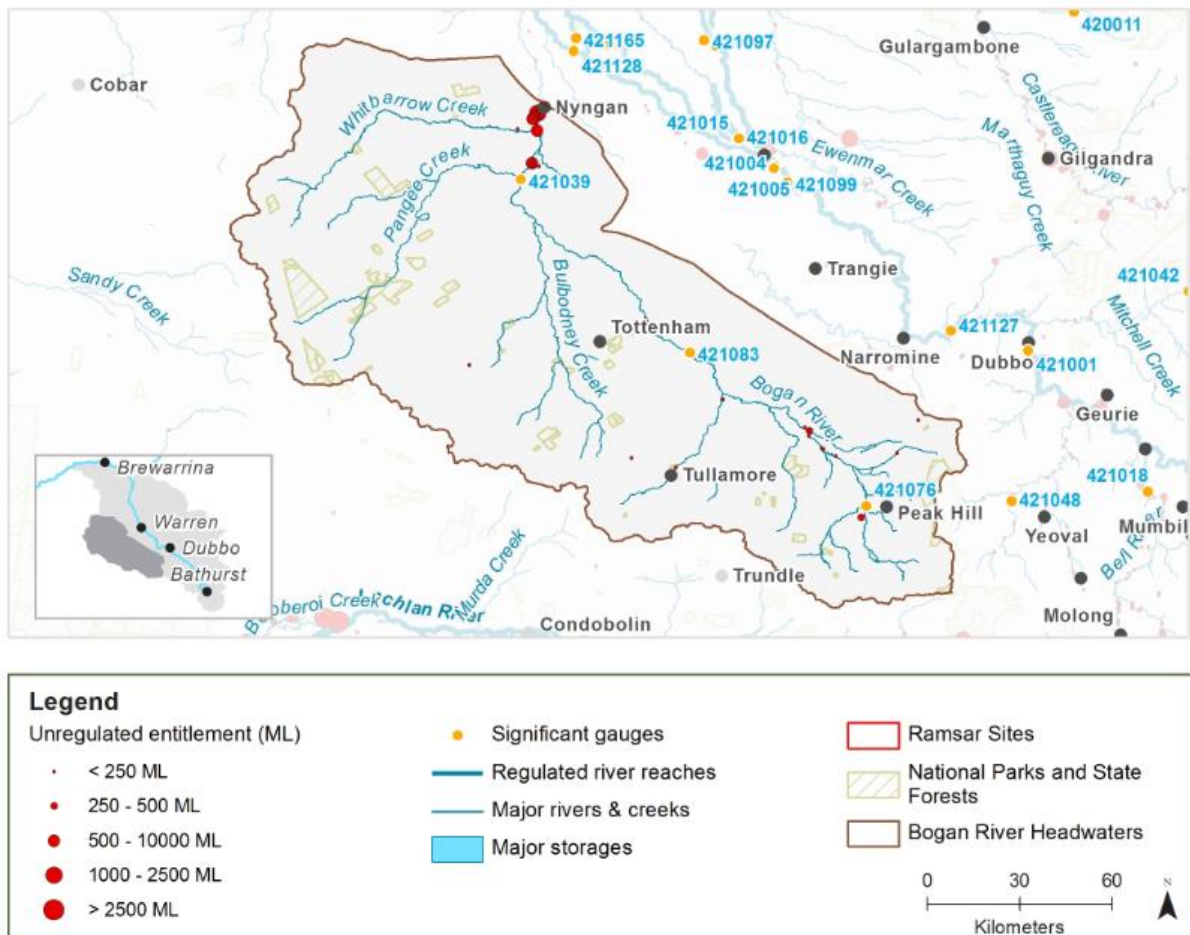 420011
421165
421097
Gulargambone
421128
Cobar
Whitbarrow Creek
Nyngan
Castlereagh River
421015
421016
Marthaguy Creek
421004
Ewenmar Creek
Gilgandra
421005
421099
421039
Pangee Creek
Bulbodney Creek
Trangie
Sandy Creek
421042
Mitchell Creek
Tottenham
421127
421083
Narromine
Dubbo
421001
Bogan River
Geurie
Brewarrina
Tullamore
421018
421076
Warren
Peak Hill
421048
Mumbil
Dubbo
Yeoval
Bell River
Bathurst
Murda Creek
Trundle
oberoi Creek
chlan River
Condobolin
Molong
Legend
Unregulated entitlement (ML)
< 250 ML
250 - 500 ML
500 - 10000 ML
1000 - 2500 ML
> 2500 ML
Significant gauges
Regulated river reaches
Major rivers & creeks
Major storages
Ramsar Sites
National Parks and State
Forests
Bogan River Headwaters
0 30 60
Kilometers
N